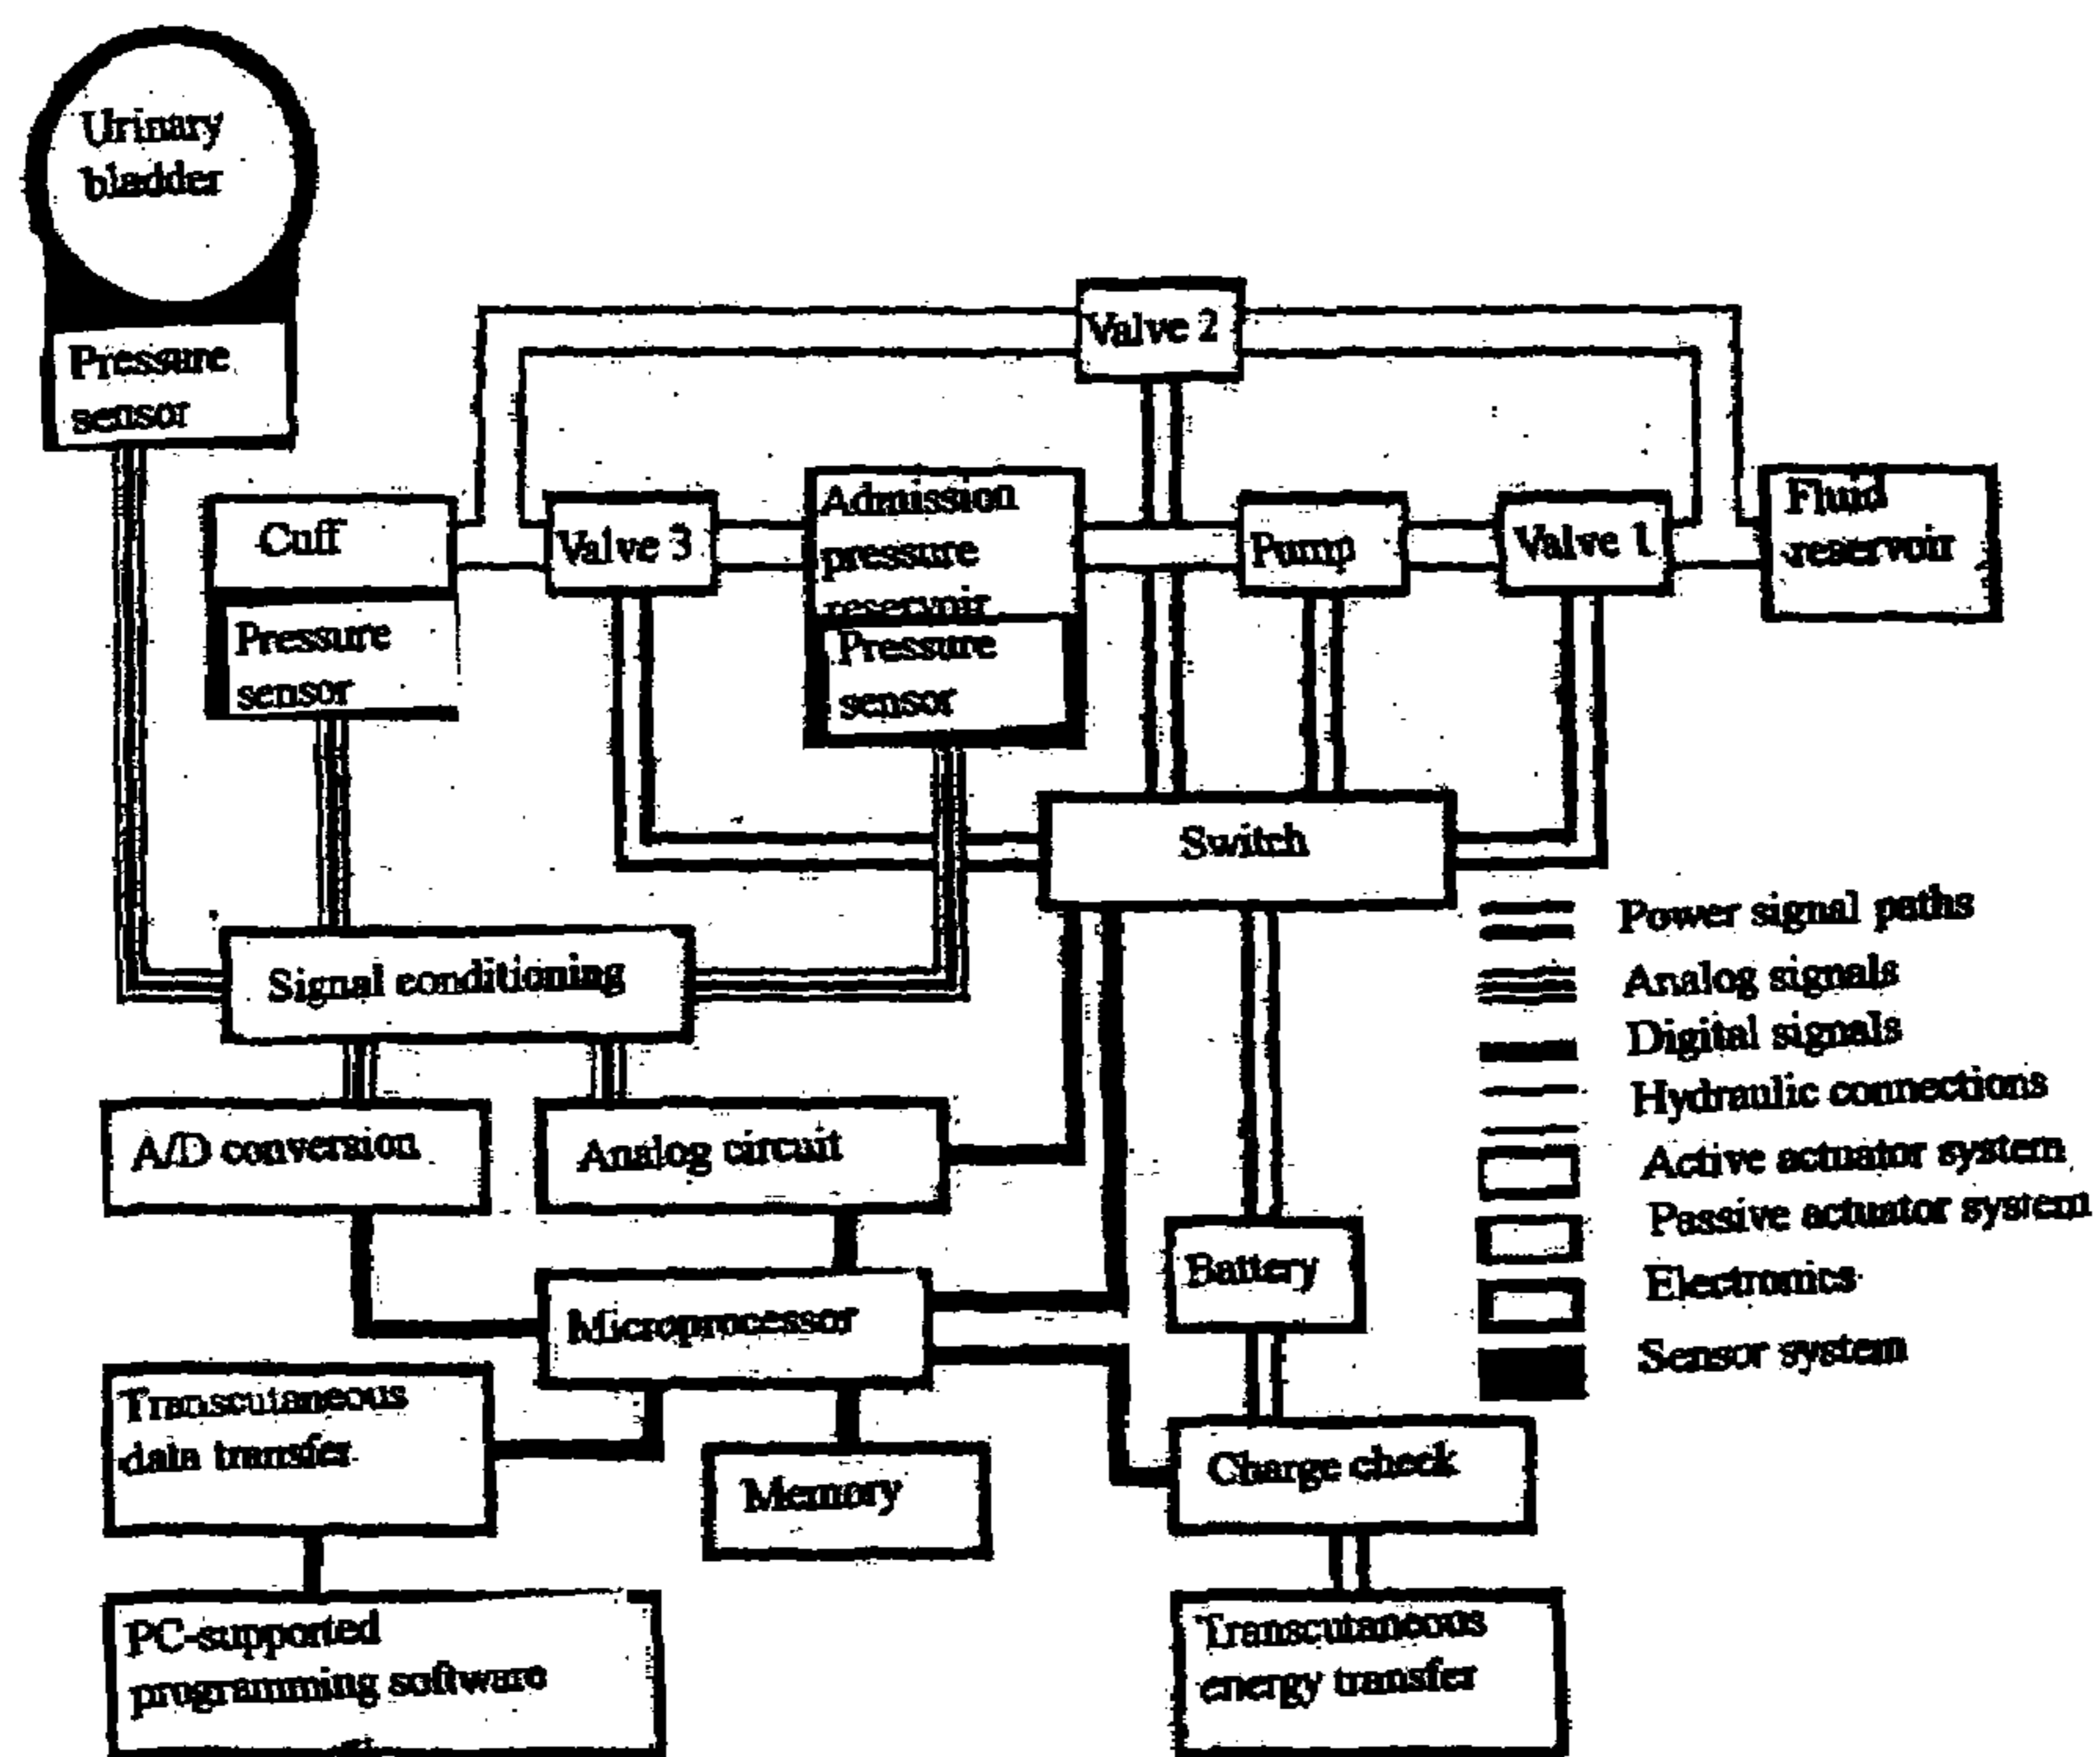 Urinary
bladder
Pressure
sensor
Valve 2
Cuff
Valve 3
Admission
pressure
reservoir
Pump
Valve 1
Fluid
reservoir
Pressure
sensor
Pressure
sensor
Switch
Signal conditioning
A/D conversion
Analog circuit
Microprocessor
Battery
Transcutaneous
data transfer
Memory
Charge check
PC-supported
programming software
Transcutaneous
energy transfer
Power signal paths
Analog signals
Digital signals
Hydraulic connections
Active actuator system
Passive actuator system
Electronics
Sensor system